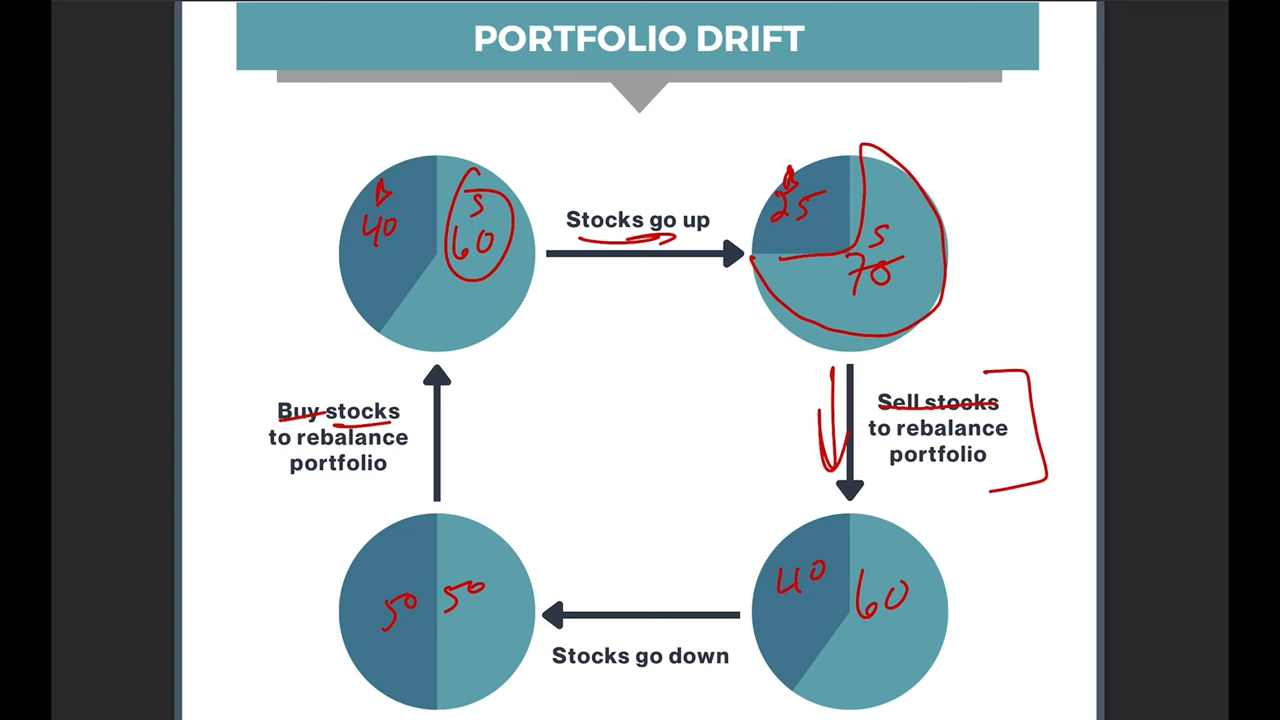 PORTFOLIO DRIFT
40
S
60
Stocks go up
25
S
70
Buy stocks
to rebalance
portfolio
Sell stocks
to rebalance
portfolio
50
50
Stocks go down
40
60